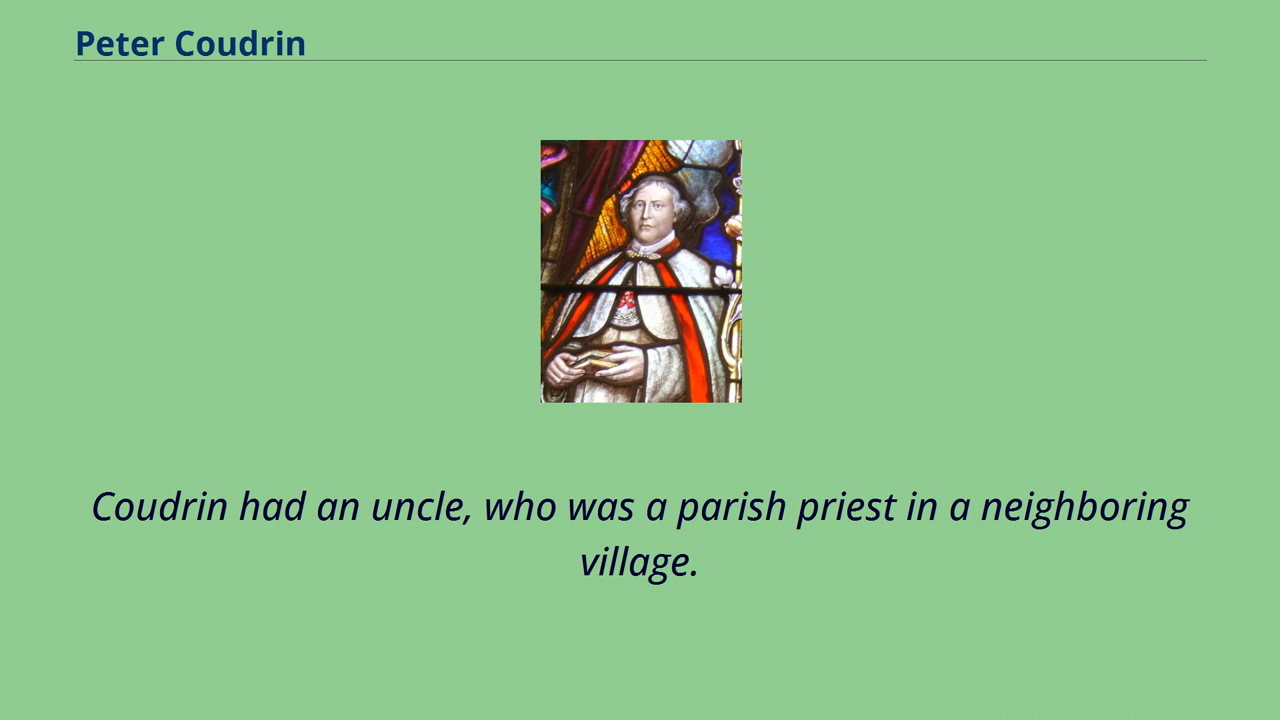 Peter Coudrin
Coudrin had an uncle, who was a parish priest in a neighboring
village.